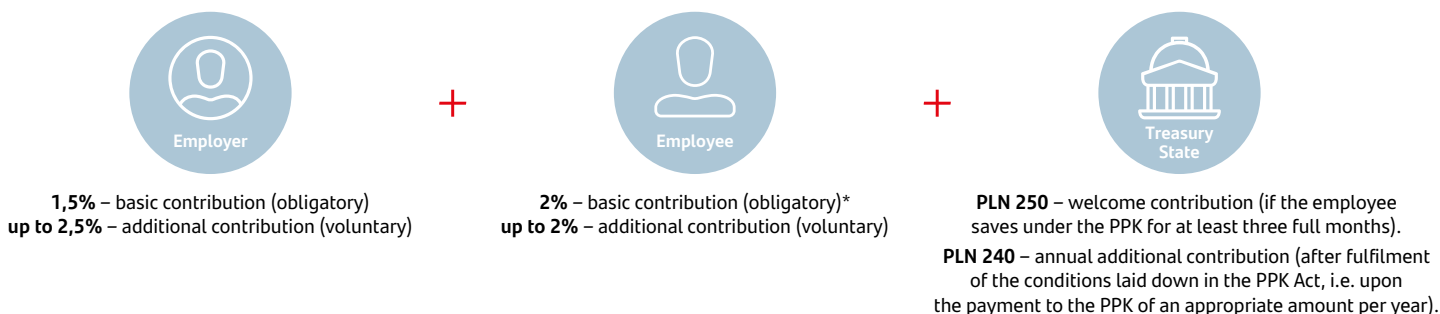 Employer
1,5% – basic contribution (obligatory)
up to 2,5% – additional contribution (voluntary)
+
Employee
2% – basic contribution (obligatory)*
up to 2% – additional contribution (voluntary)
+
Treasury
State
PLN 250 – welcome contribution (if the employee
saves under the PPK for at least three full months).
PLN 240 – annual additional contribution (after fulfilment
of the conditions laid down in the PPK Act, i.e. upon
the payment to the PPK of an appropriate amount per year).